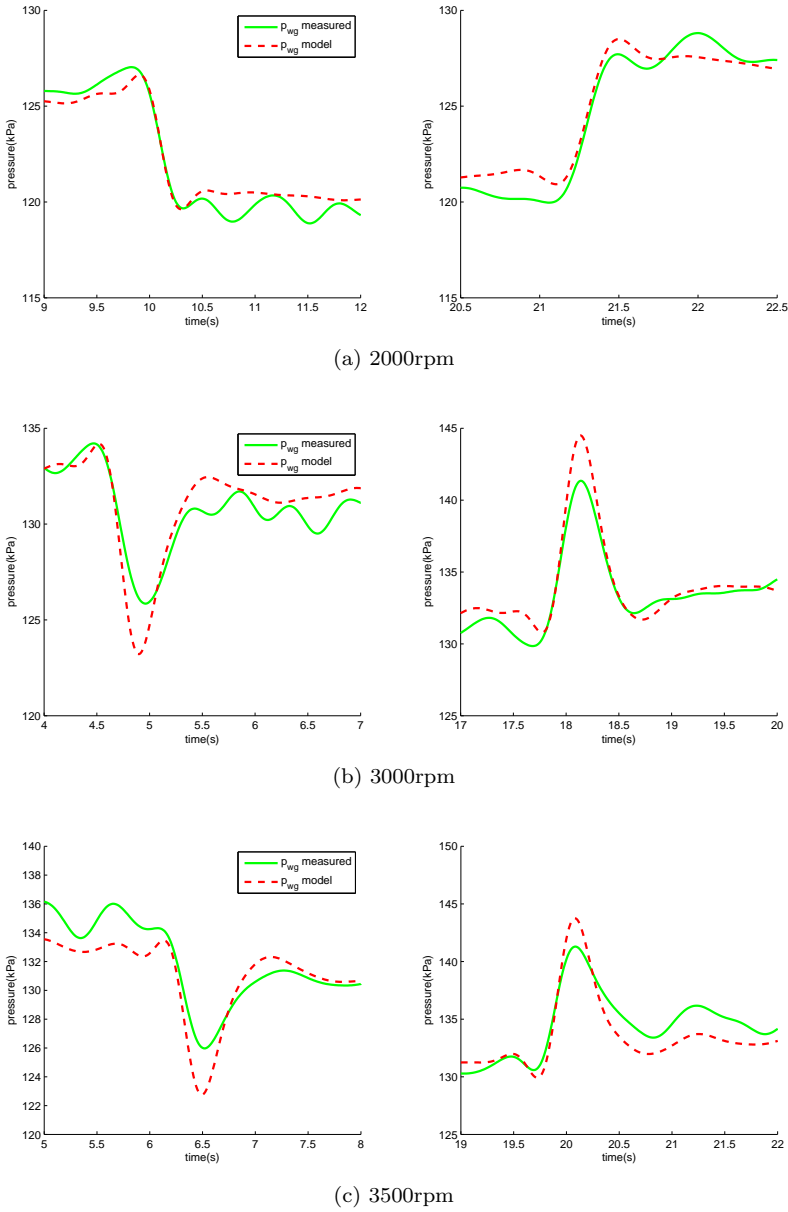 130
125
120
115
pressure(kPa)
9 9.5 10 10.5 11 11.5 12
time(s)
p_wg measured
p_wg model
130
125
120
115
pressure(kPa)
20.5 21 21.5 22 22.5
time(s)
(a) 2000rpm
135
130
125
120
pressure(kPa)
4 4.5 5 5.5 6 6.5 7
time(s)
p_wg measured
p_wg model
145
140
135
130
125
pressure(kPa)
17 17.5 18 18.5 19 19.5 20
time(s)
(b) 3000rpm
140
138
136
134
132
130
128
126
124
122
120
pressure(kPa)
5 5.5 6 6.5 7 7.5 8
time(s)
p_wg measured
p_wg model
150
145
140
135
130
125
pressure(kPa)
19 19.5 20 20.5 21 21.5 22
time(s)
(c) 3500rpm